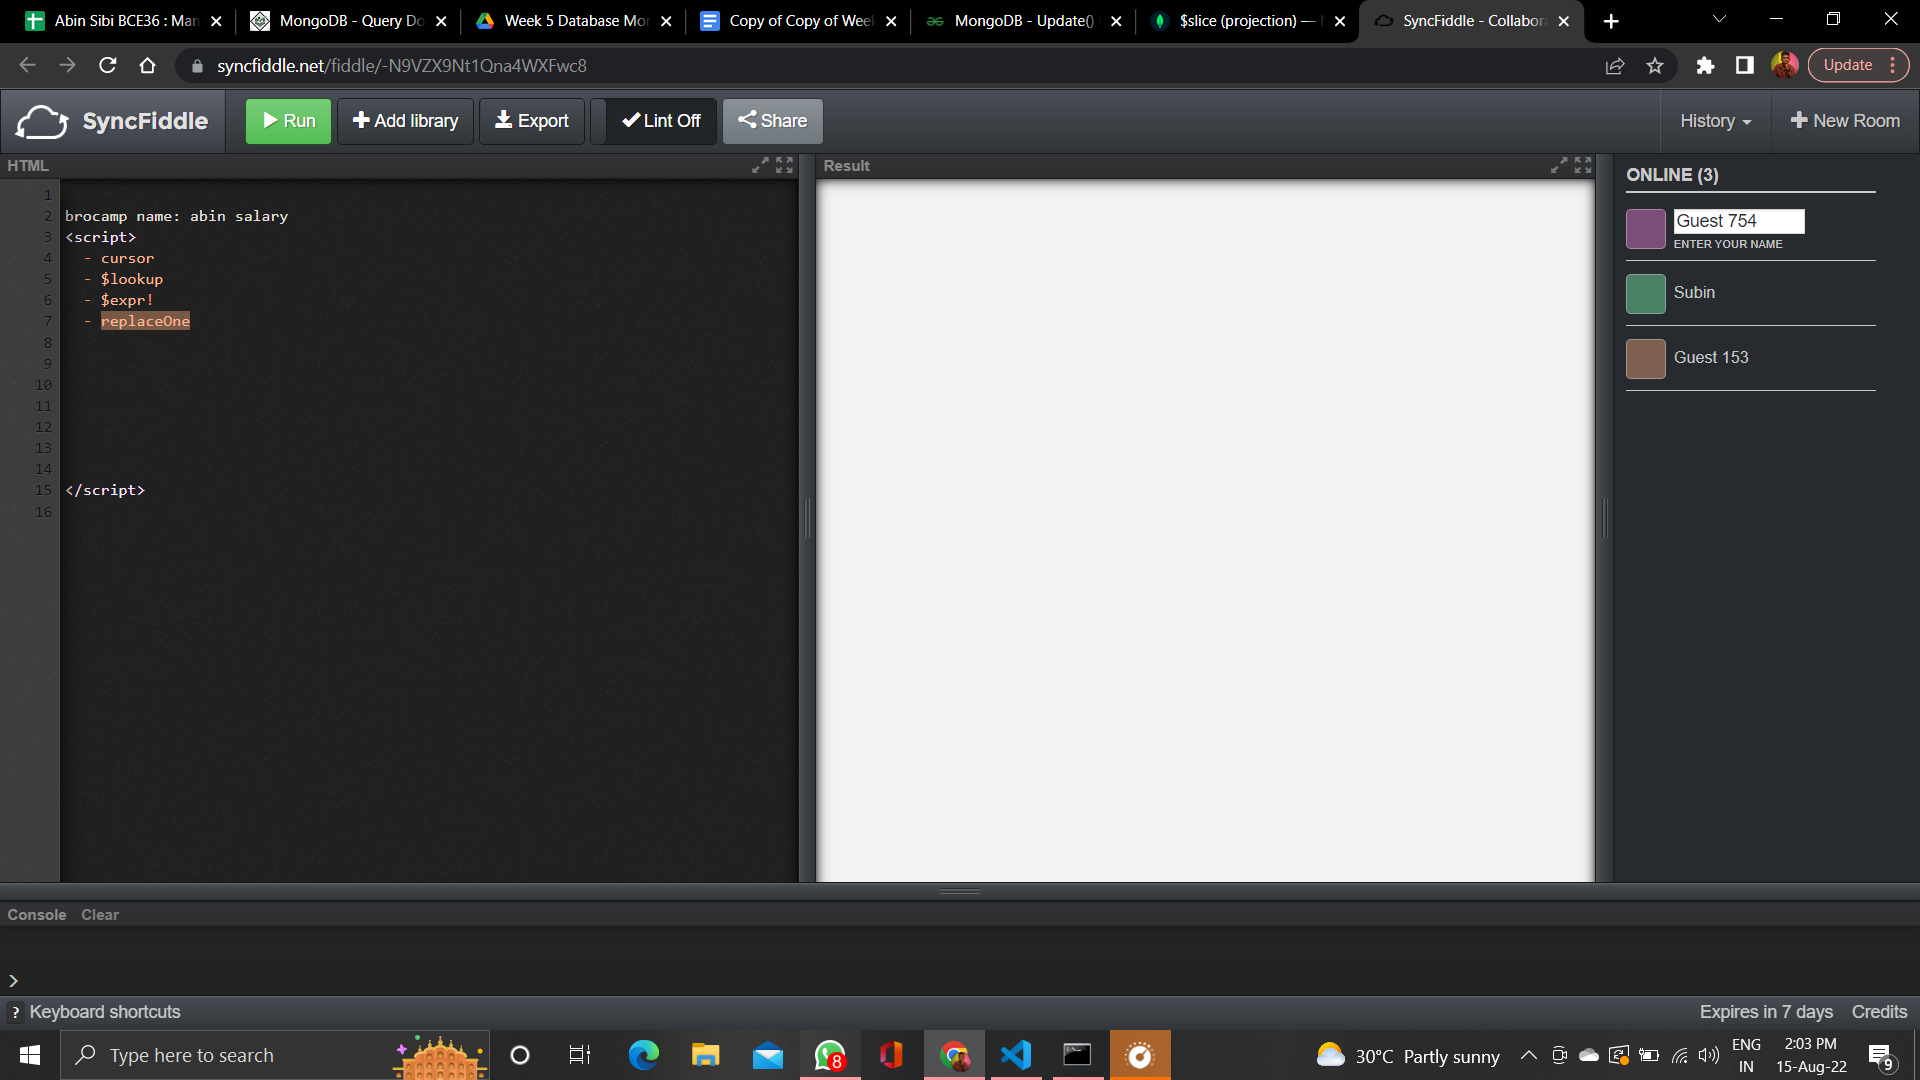 Abin Sibi BCE36 : Man
MongoDB - Query Do
Week 5 Database Mon
Copy of Copy of Week
MongoDB - Update()
$slice (projection) —
SyncFiddle - Collabora
syncfiddle.net/fiddle/-N9VZX9Nt1Qna4WXFwc8
Update
SyncFiddle
Run
Add library
Export
Lint Off
Share
History
New Room
HTML
Result
1
2 brocamp name: abin salary
3 <script>
4 - cursor
5 - $lookup
6 - $expr!
7 - replaceOne
8
9
10
11
12
13
14
15 </script>
16
ONLINE (3)
Guest 754
ENTER YOUR NAME
Subin
Guest 153
Console Clear
>
? Keyboard shortcuts
Expires in 7 days Credits
Type here to search
8
30°C Partly sunny
ENG
IN
2:03 PM
15-Aug-22
9